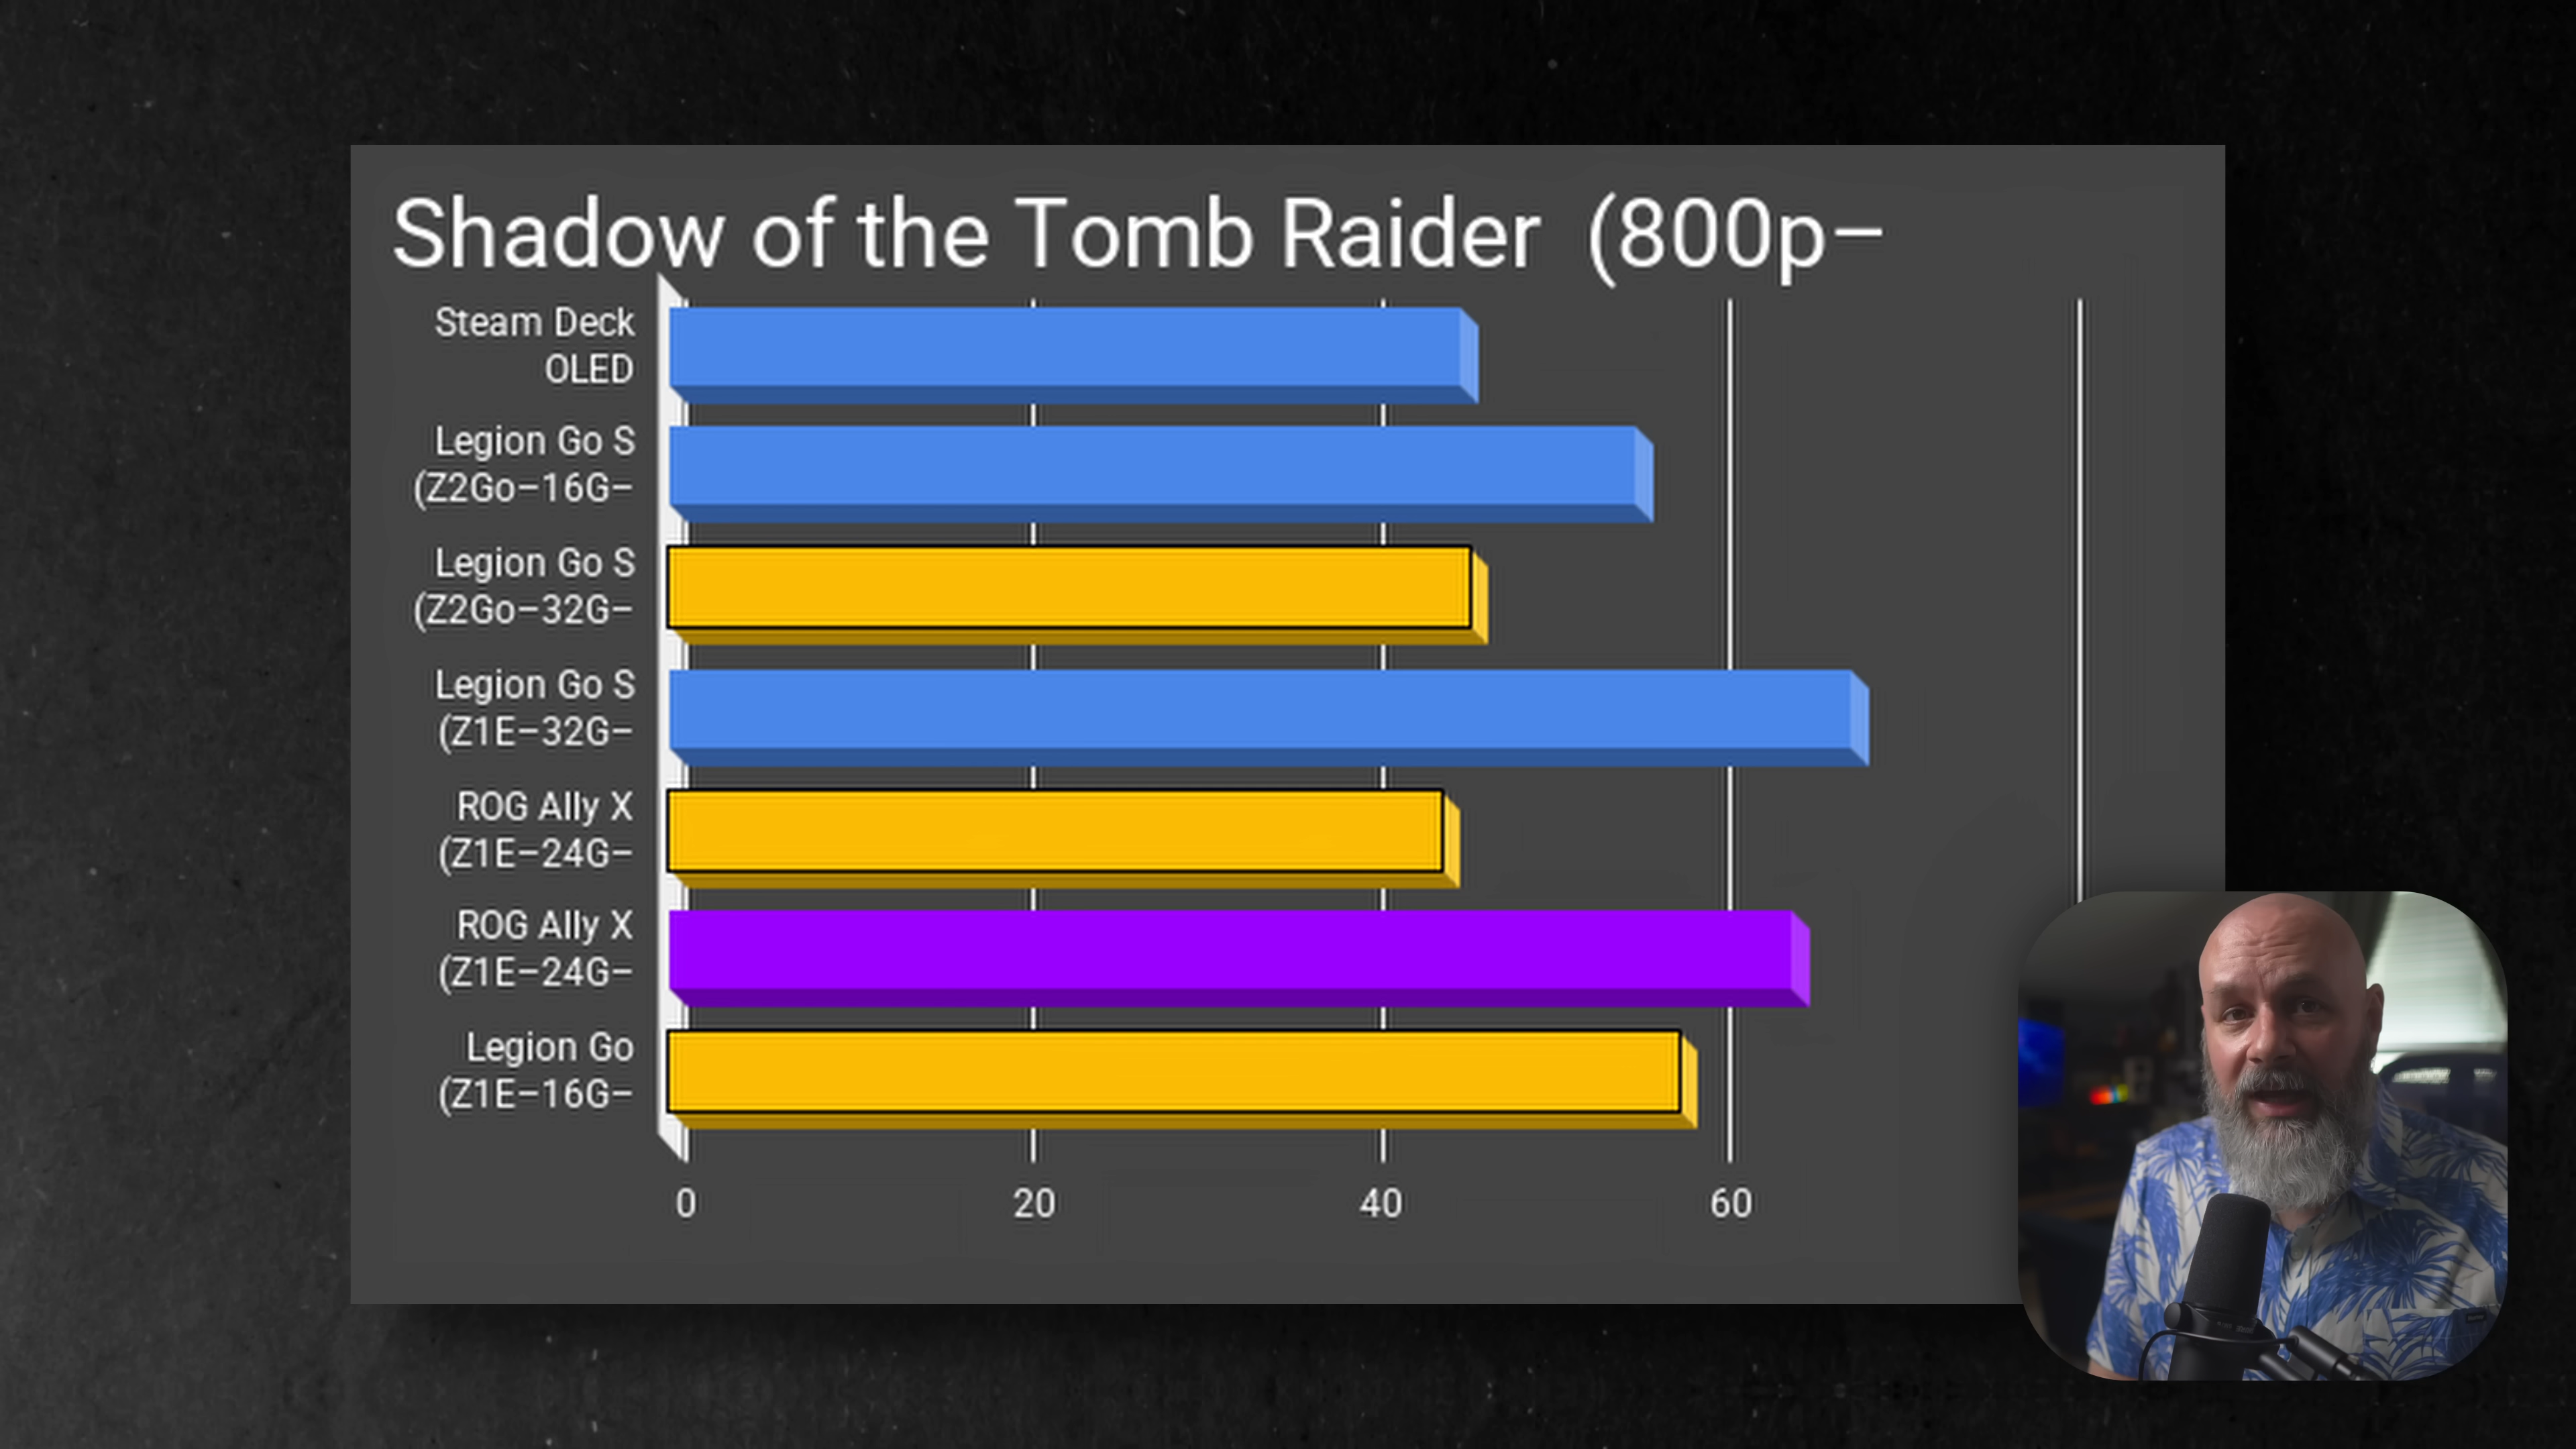 Shadow of the Tomb Raider (800p–
Steam Deck
OLED
Legion Go S
(Z2Go–16G–
Legion Go S
(Z2Go–32G–
Legion Go S
(Z1E–32G–
ROG Ally X
(Z1E–24G–
ROG Ally X
(Z1E–24G–
Legion Go
(Z1E–16G–
0 20 40 60